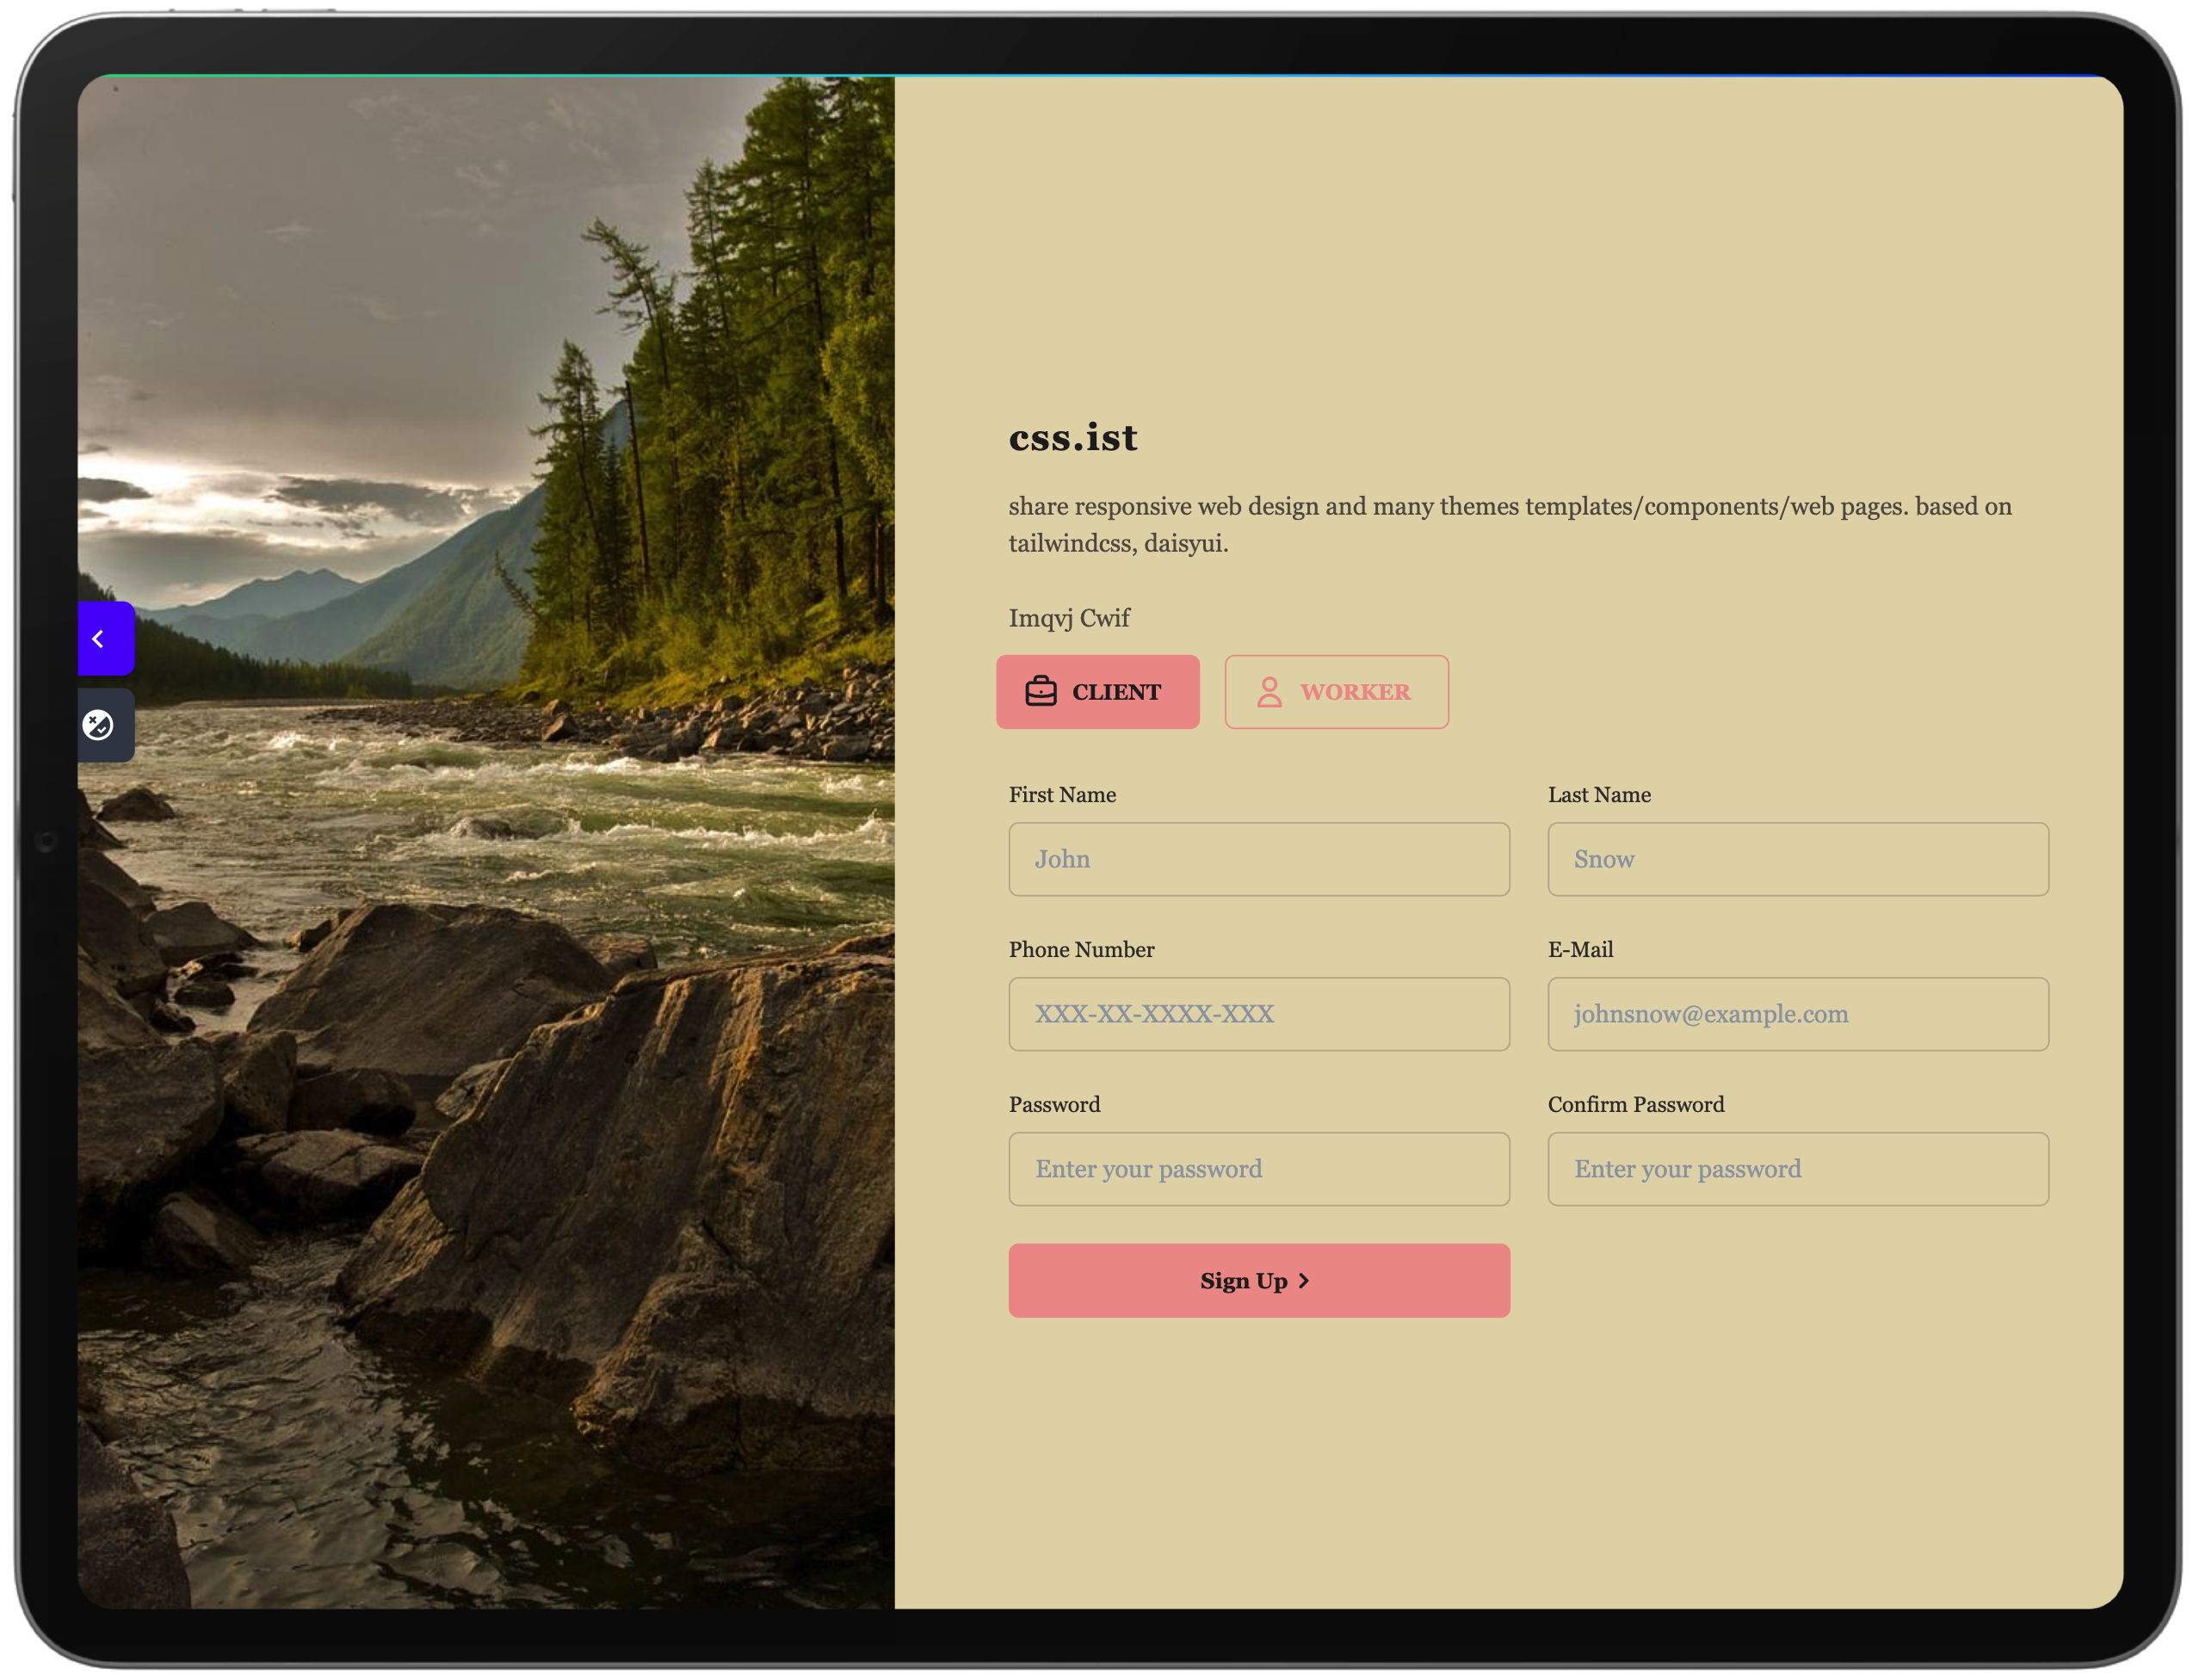 css.ist
share responsive web design and many themes templates/components/web pages. based on
tailwindcss, daisyui.
Imqvj Cwif
CLIENT
WORKER
First Name
Last Name
John
Snow
Phone Number
E-Mail
XXX-XX-XXXX-XXX
johnsnow@example.com
Password
Confirm Password
Enter your password
Enter your password
Sign Up